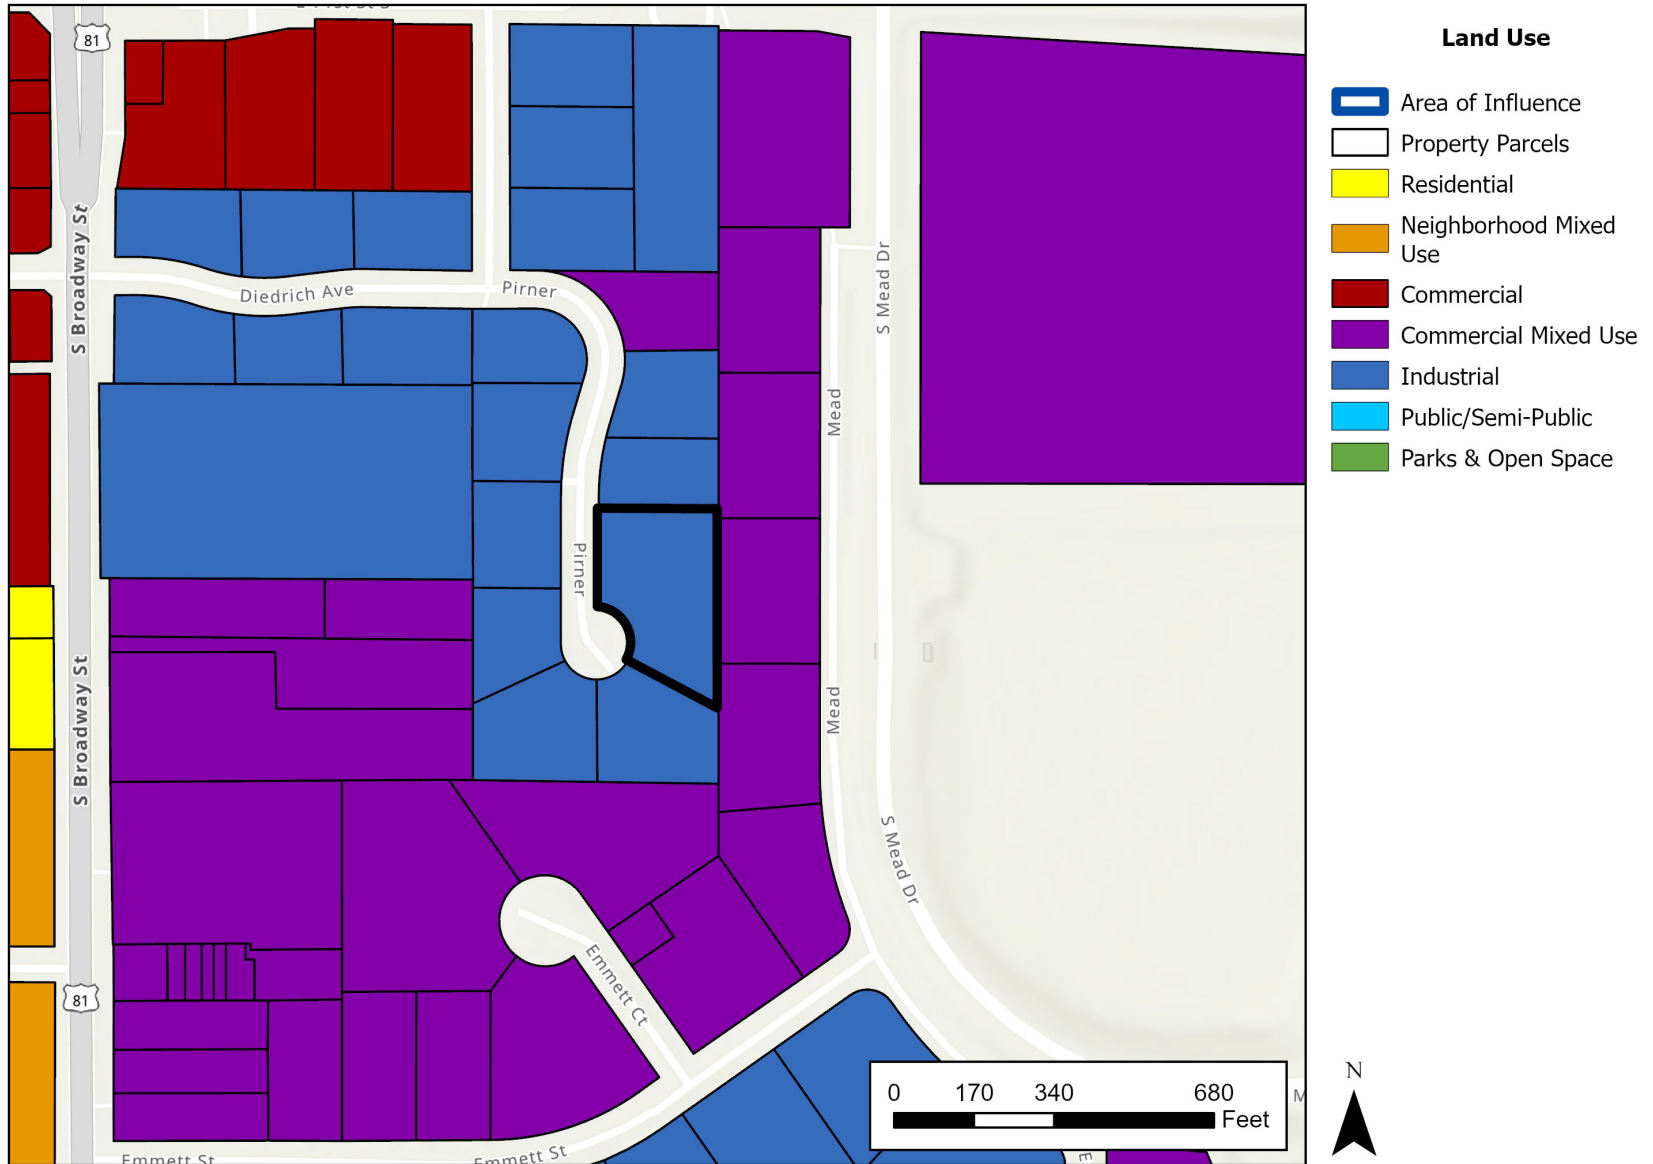 81
Diedrich Ave
Pirner
S Broadway St
S Mead Dr
Mead
Pirner
S Broadway St
Mead
S Mead Dr
Emmett Ct
81
Emmett St
Emmett St
E
M
0 170 340 680
Feet
Land Use
Area of Influence
Property Parcels
Residential
Neighborhood Mixed
Use
Commercial
Commercial Mixed Use
Industrial
Public/Semi-Public
Parks & Open Space
N